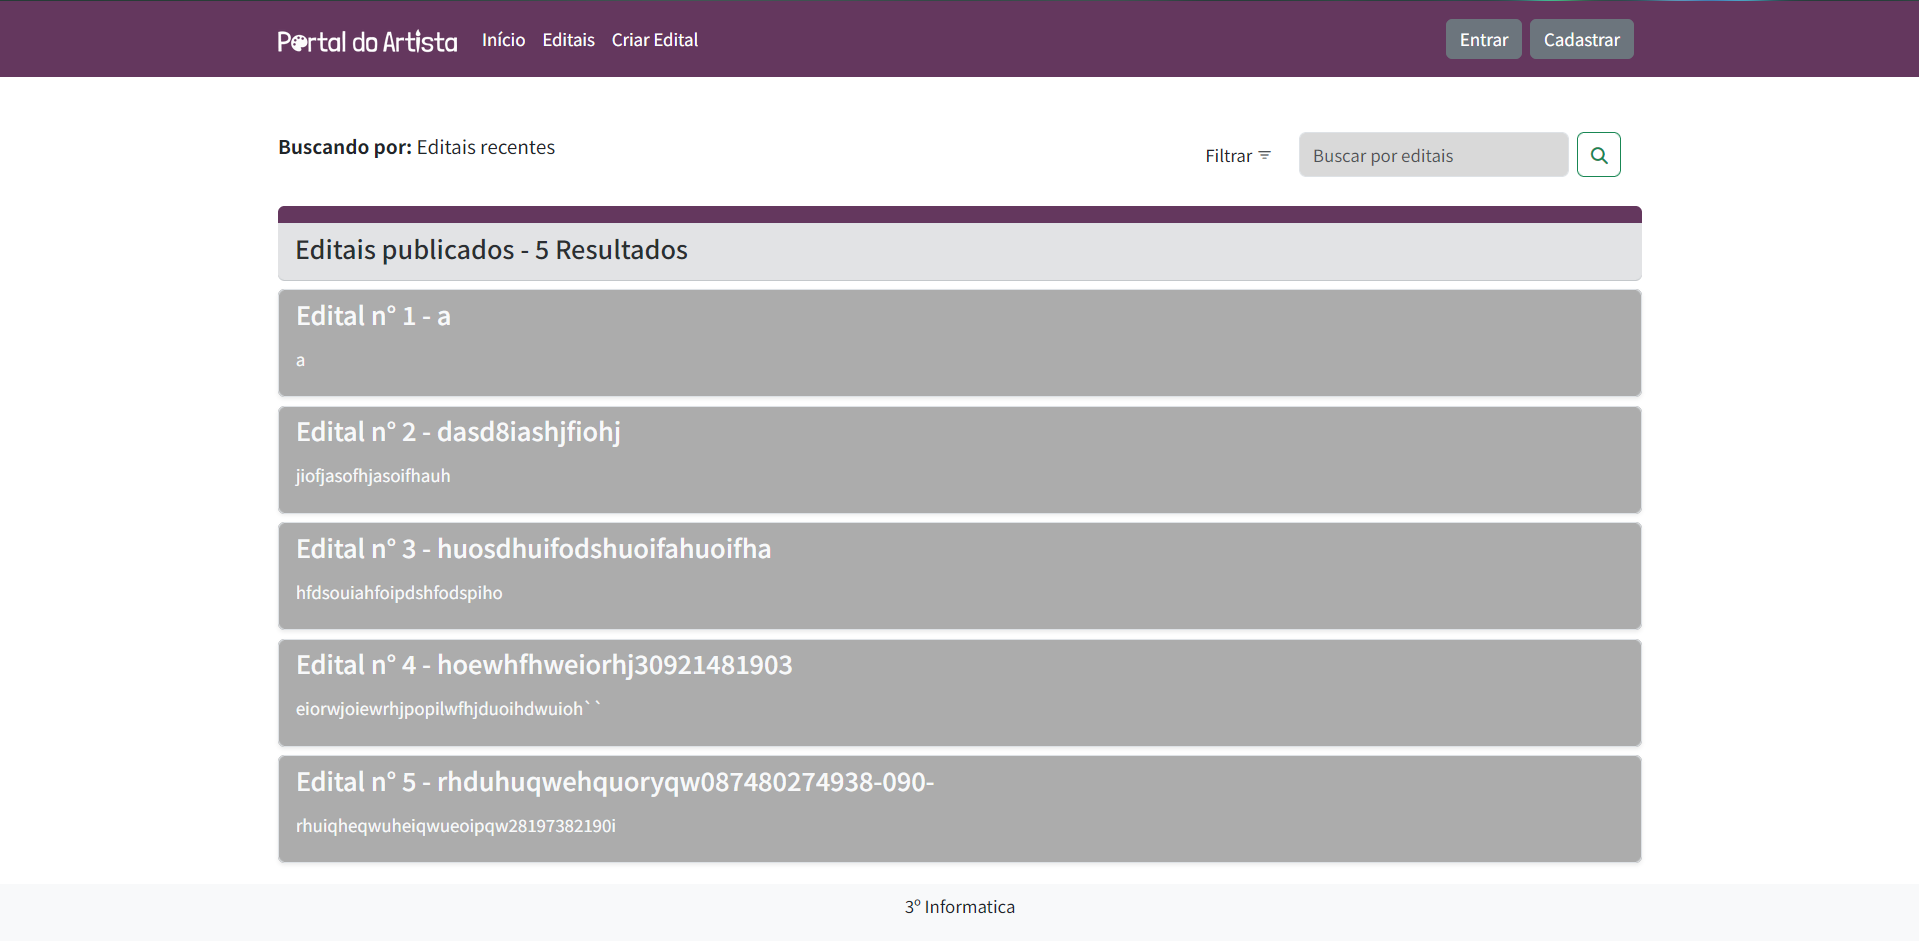 Portal do Artista Início Editais Criar Edital Entrar Cadastrar
Buscando por: Editais recentes Filtrar Buscar por editais
Editais publicados - 5 Resultados
Edital n° 1 - a
a
Edital n° 2 - dasd8iashjfiohj
jiofjasofhjasoifhauh
Edital n° 3 - huosdhuifodshuoifahuoifha
hfdsouiahfoipdshfodspiho
Edital n° 4 - hoewhfhweiorhj30921481903
eiorwjoiewrhjpopilwfhjduoihdwuioh``
Edital n° 5 - rhduhuqwehquoryqw087480274938-090-
rhuiqheqwuheiqwueoipqw28197382190i
3º Informatica